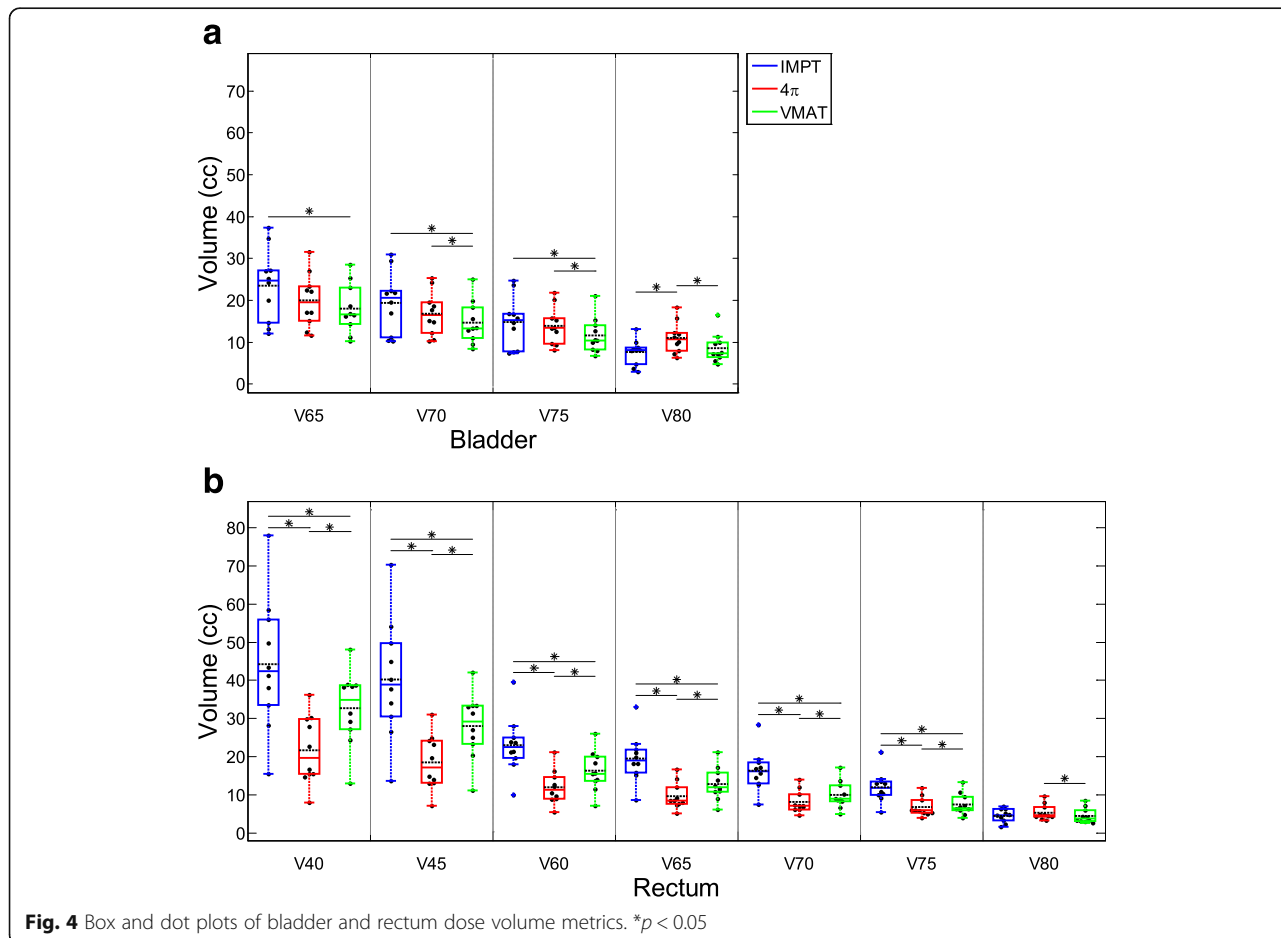 a
IMPT
4π
VMAT
Volume (cc)
70
60
50
40
30
20
10
0
* * * * * * *
V65 V70 V75 V80
Bladder
b
Volume (cc)
80
70
60
50
40
30
20
10
0
* * * * * * * * * * * * * * * * * * *
V40 V45 V60 V65 V70 V75 V80
Rectum
Fig. 4 Box and dot plots of bladder and rectum dose volume metrics. *p < 0.05